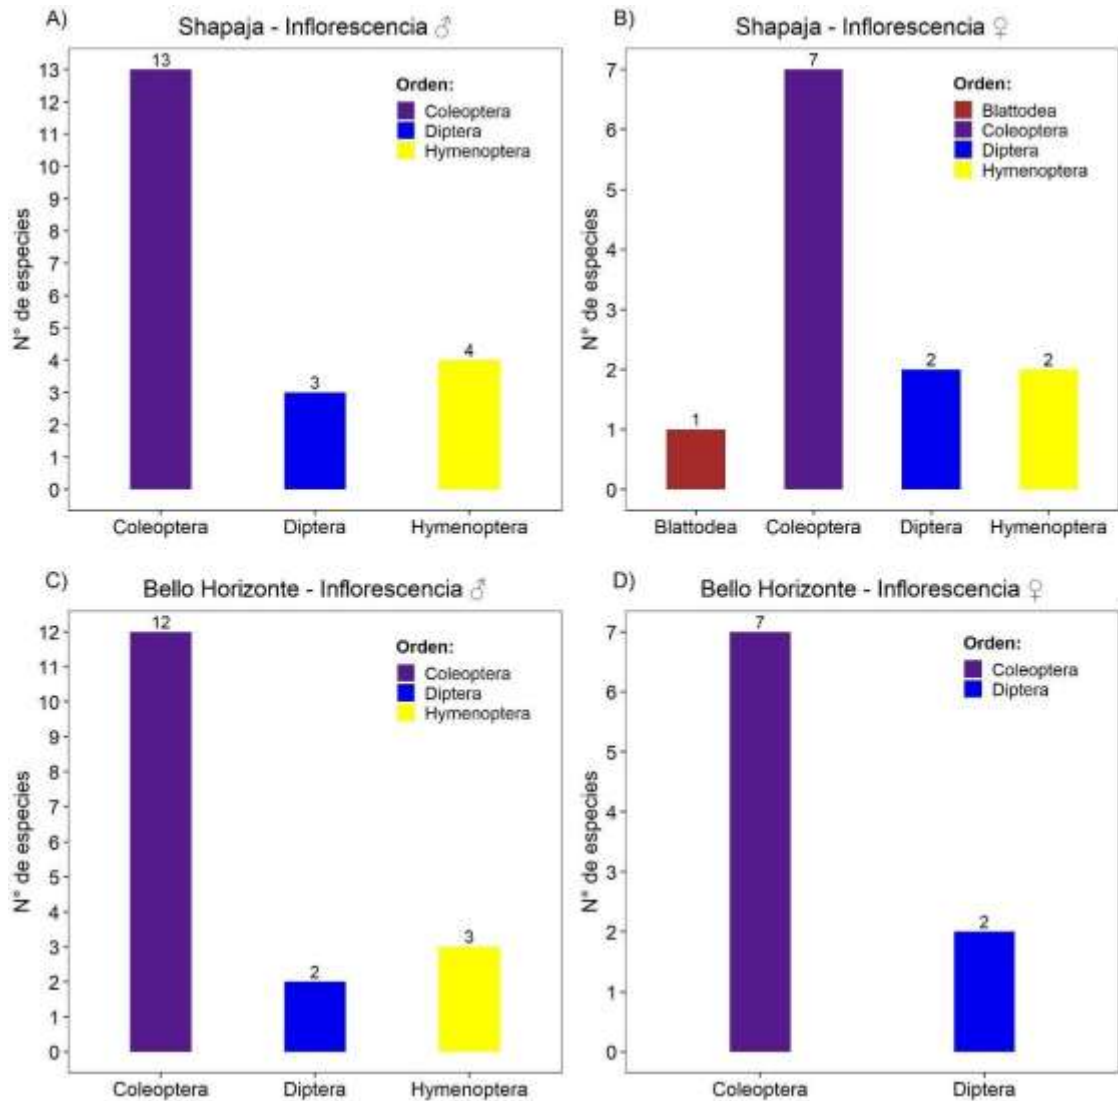 A)
Shapaja - Inflorescencia ♂
13
13
12
11
10
9
8
7
6
5
4
3
2
1
0
N° de especies
Orden:
Coleoptera
Diptera
Hymenoptera
3
4
Coleoptera Diptera Hymenoptera
B)
Shapaja - Inflorescencia ♀
7
7
6
5
4
3
2
1
0
N° de especies
Orden:
Blattodea
Coleoptera
Diptera
Hymenoptera
1
2
2
Blattodea Coleoptera Diptera Hymenoptera
C)
Bello Horizonte - Inflorescencia ♂
12
12
11
10
9
8
7
6
5
4
3
2
1
0
N° de especies
Orden:
Coleoptera
Diptera
Hymenoptera
2
3
Coleoptera Diptera Hymenoptera
D)
Bello Horizonte - Inflorescencia ♀
7
7
6
5
4
3
2
1
0
N° de especies
Orden:
Coleoptera
Diptera
2
Coleoptera Diptera